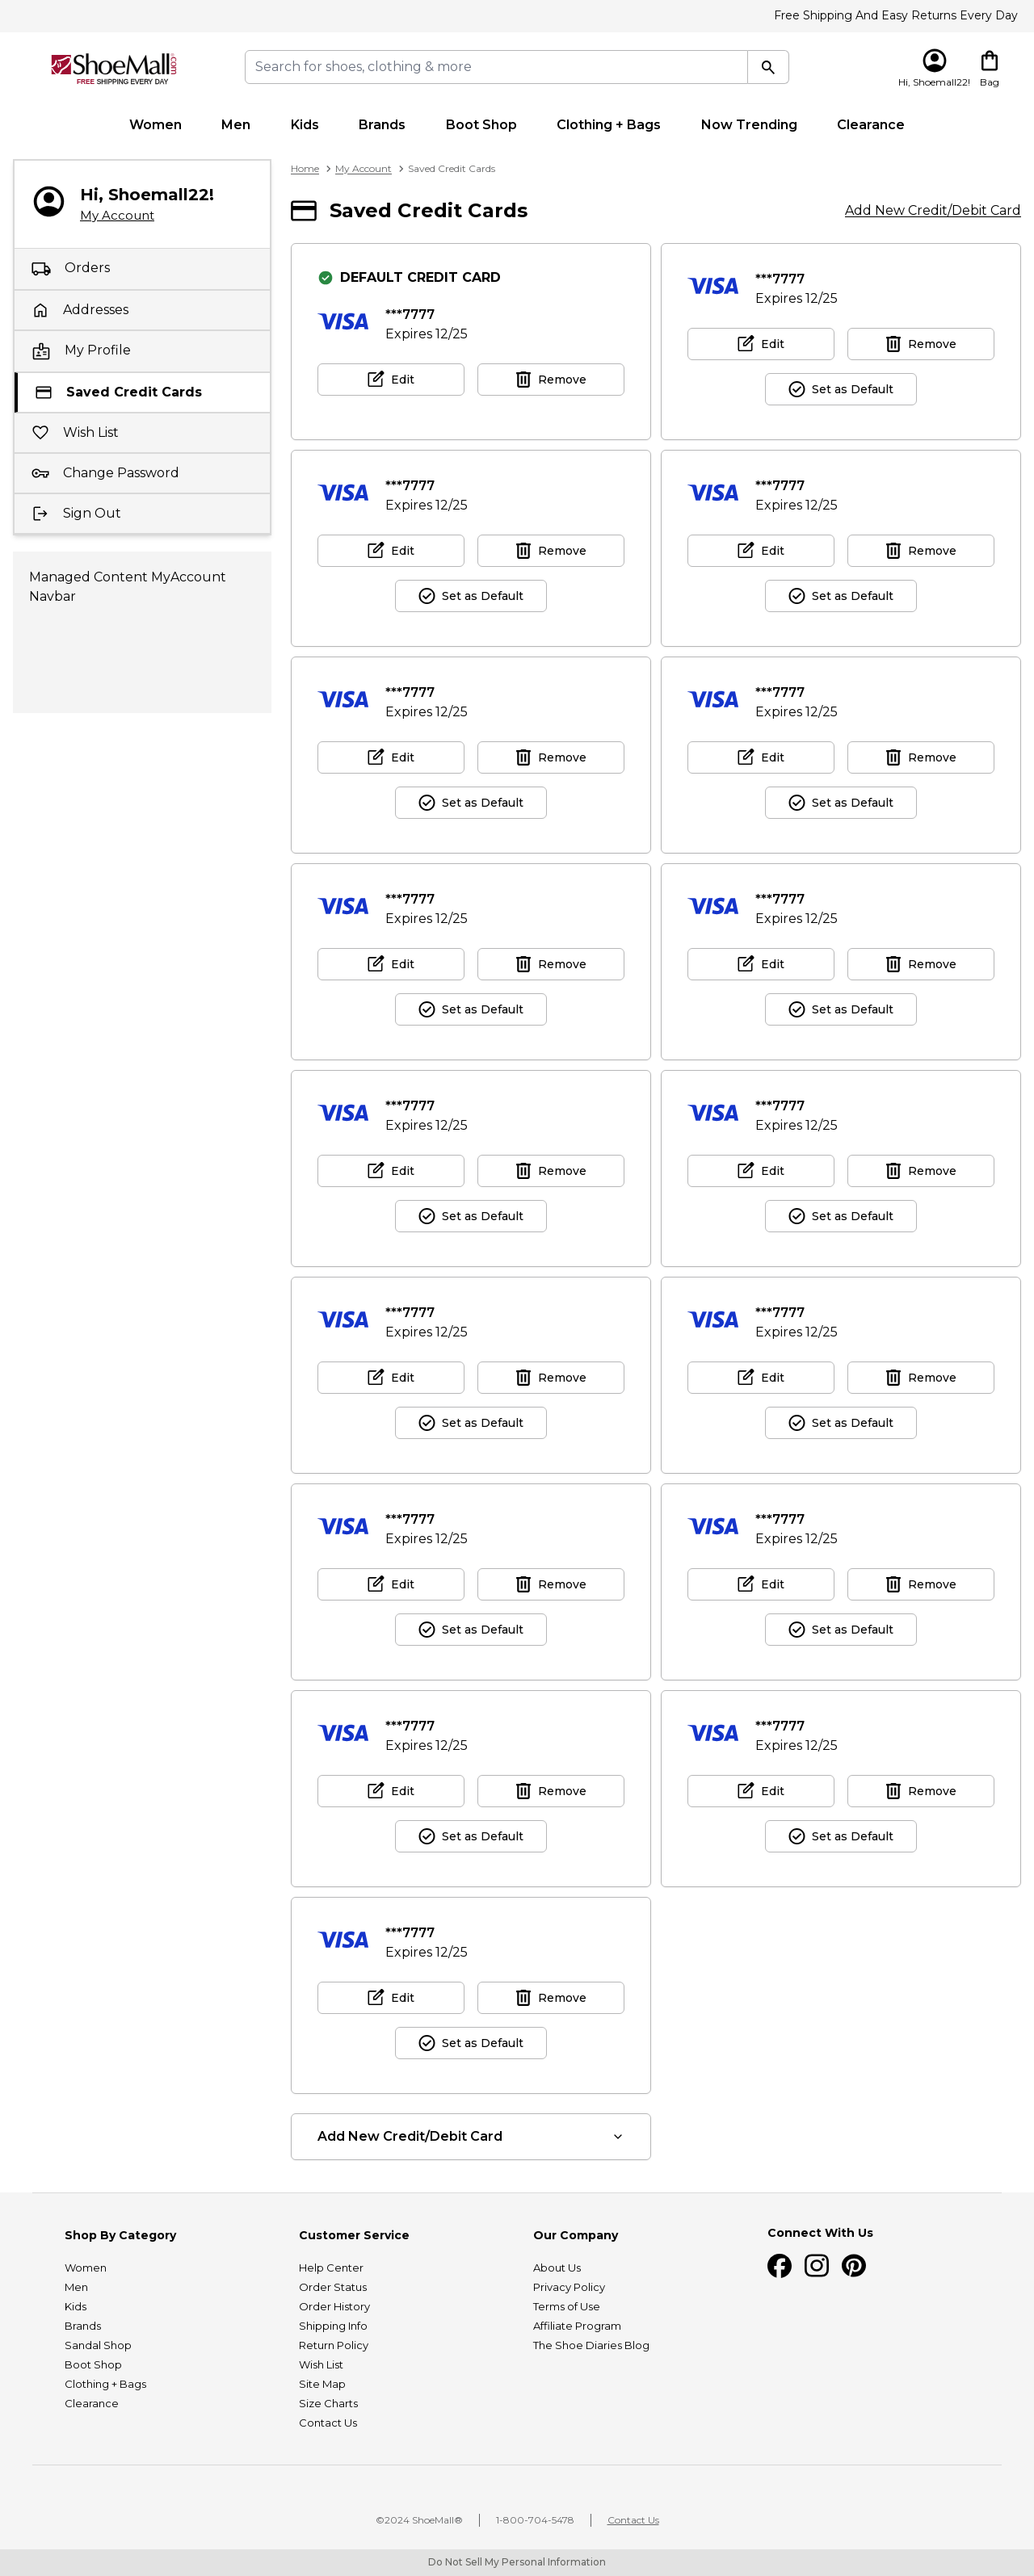 Free Shipping And Easy Returns Every Day
ShoeMall.com
FREE SHIPPING EVERY DAY
Search for shoes, clothing & more
Hi, Shoemall22!
Bag
Women Men Kids Brands Boot Shop Clothing + Bags Now Trending Clearance
Hi, Shoemall22!
My Account
Orders
Addresses
My Profile
Saved Credit Cards
Wish List
Change Password
Sign Out
Managed Content MyAccount
Navbar
Home > My Account > Saved Credit Cards
Saved Credit Cards
Add New Credit/Debit Card
DEFAULT CREDIT CARD
VISA ***7777
Expires 12/25
Edit Remove
VISA ***7777
Expires 12/25
Edit Remove
Set as Default
VISA ***7777
Expires 12/25
Edit Remove
Set as Default
VISA ***7777
Expires 12/25
Edit Remove
Set as Default
VISA ***7777
Expires 12/25
Edit Remove
Set as Default
VISA ***7777
Expires 12/25
Edit Remove
Set as Default
VISA ***7777
Expires 12/25
Edit Remove
Set as Default
VISA ***7777
Expires 12/25
Edit Remove
Set as Default
VISA ***7777
Expires 12/25
Edit Remove
Set as Default
VISA ***7777
Expires 12/25
Edit Remove
Set as Default
VISA ***7777
Expires 12/25
Edit Remove
Set as Default
VISA ***7777
Expires 12/25
Edit Remove
Set as Default
VISA ***7777
Expires 12/25
Edit Remove
Set as Default
VISA ***7777
Expires 12/25
Edit Remove
Set as Default
VISA ***7777
Expires 12/25
Edit Remove
Set as Default
VISA ***7777
Expires 12/25
Edit Remove
Set as Default
VISA ***7777
Expires 12/25
Edit Remove
Set as Default
Add New Credit/Debit Card
Shop By Category
Women
Men
Kids
Brands
Sandal Shop
Boot Shop
Clothing + Bags
Clearance
Customer Service
Help Center
Order Status
Order History
Shipping Info
Return Policy
Wish List
Site Map
Size Charts
Contact Us
Our Company
About Us
Privacy Policy
Terms of Use
Affiliate Program
The Shoe Diaries Blog
Connect With Us
©2024 ShoeMall® | 1-800-704-5478 | Contact Us
Do Not Sell My Personal Information